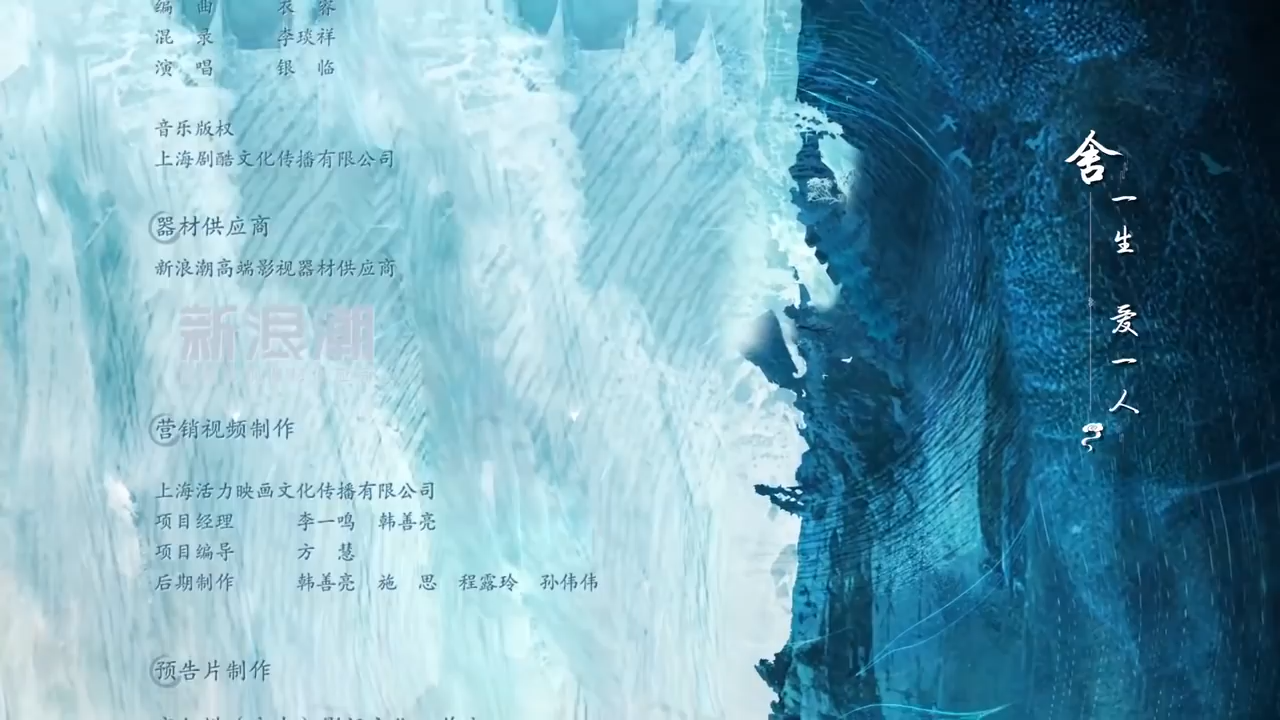 编 曲
混 录 李琰祥
演 唱 银 临
音乐版权
上海剧酷文化传播有限公司
器材供应商
新浪潮高端影视器材供应商
新浪潮
营销视频制作
上海活力映画文化传播有限公司
项目经理 李一鸣 韩善亮
项目编导 方 慧
后期制作 韩善亮 施 思 程露玲 孙伟伟
预告片制作
舍
一生 爱一人